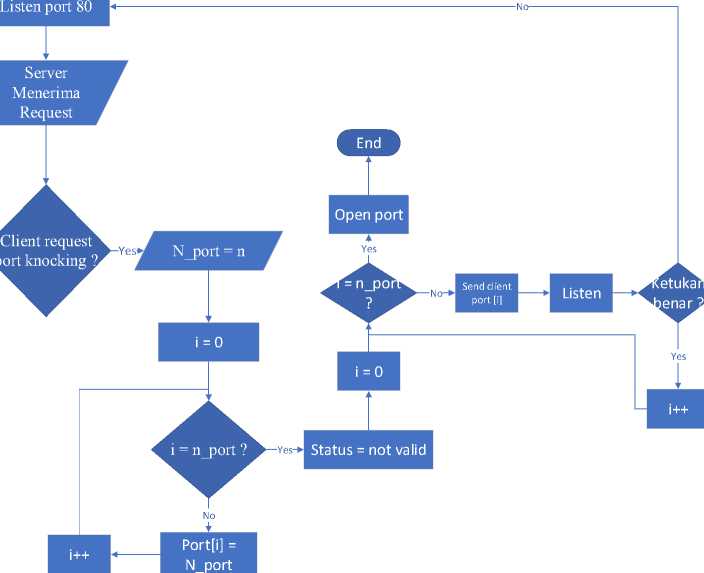 Listen port 80
No
Server
Menerima
Request
End
Open port
Client request
ort knocking ?
Yes
N_port = n
Yes
i = n_port
?
No
Send client
port [i]
Listen
Ketukan
benar ?
i = 0
i = 0
Yes
i++
i = n_port ?
Yes
Status = not valid
No
i++
Port[i] =
N_port